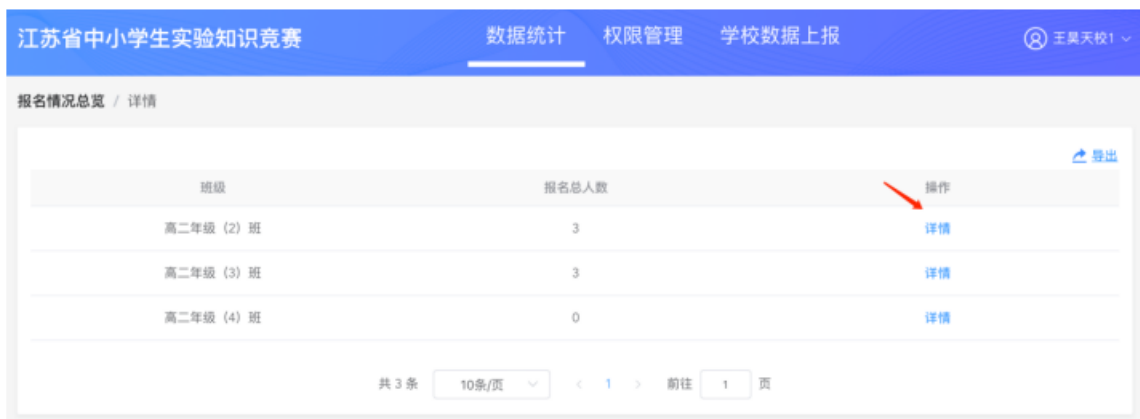 江苏省中小学生实验知识竞赛 数据统计 权限管理 学校数据上报 王昊天校1
报名情况总览 / 详情
导出
班级 报名总人数 操作
高二年级（2）班 3 详情
高二年级（3）班 3 详情
高二年级（4）班 0 详情
共 3 条 10条/页 < 1 > 前往 1 页